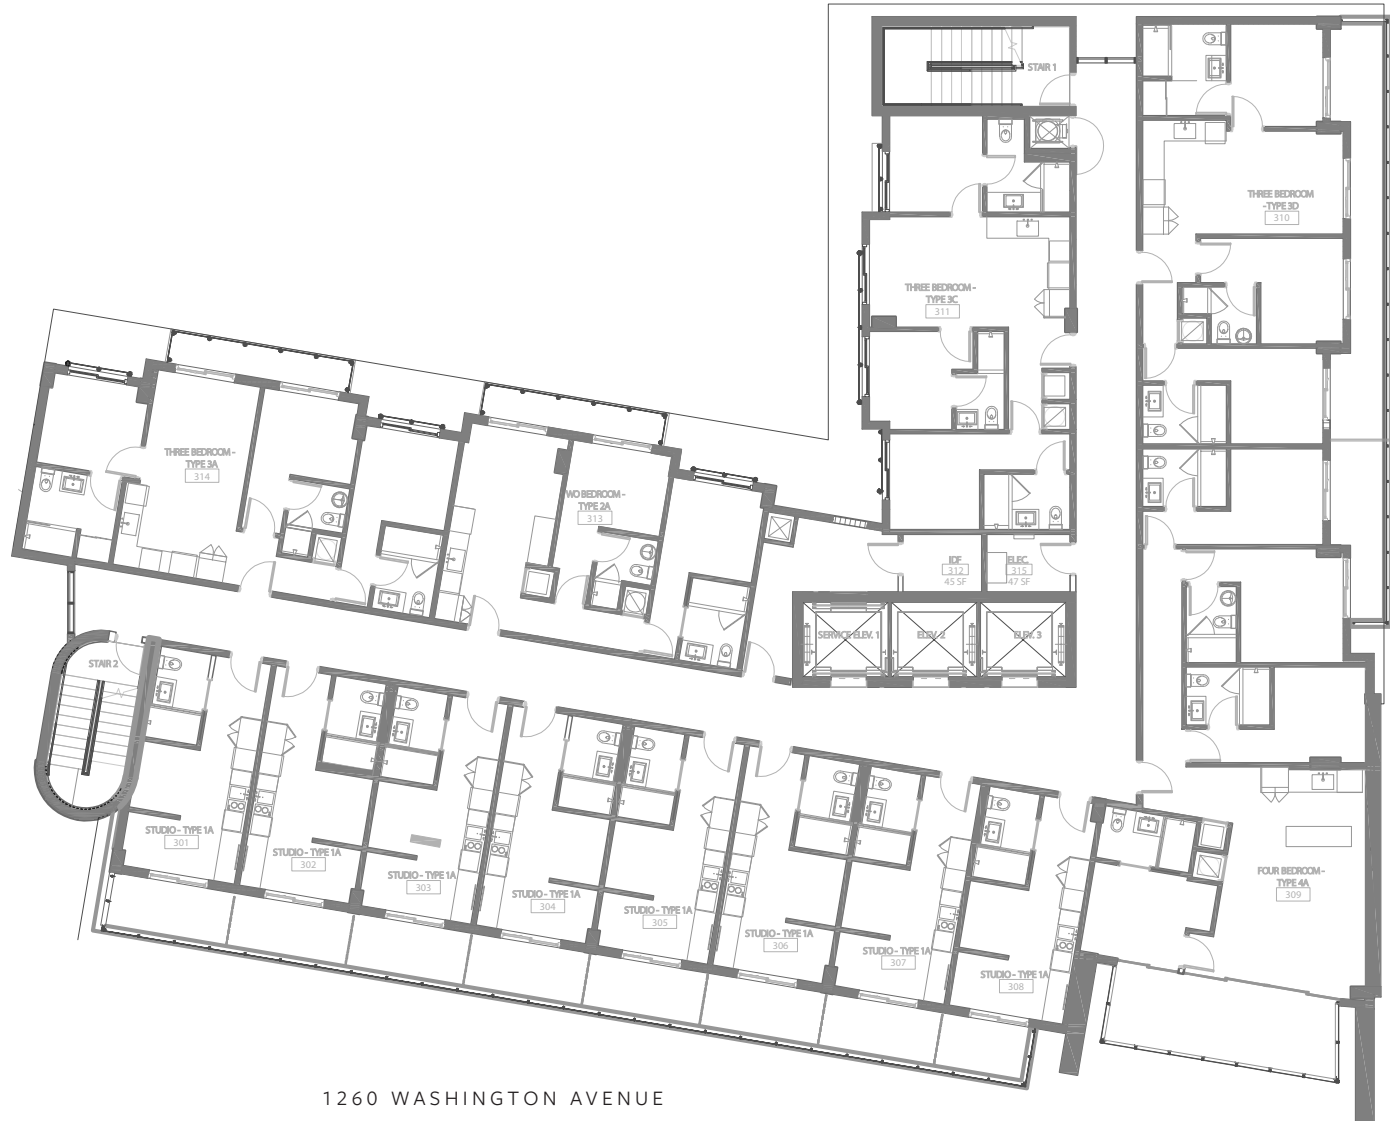 STAIR 1
THREE BEDROOM
- TYPE 3D
310
THREE BEDROOM -
TYPE 3C
311
THREE BEDROOM -
TYPE 3A
314
WO BEDROOM -
TYPE 2A
313
IDF
312
45 SF
ELEC.
315
47 SF
SERVICE ELEV. 1
ELEV. 2
ELEV. 3
STAIR 2
STUDIO - TYPE 1A
301
STUDIO - TYPE 1A
302
STUDIO - TYPE 1A
303
STUDIO - TYPE 1A
304
STUDIO - TYPE 1A
305
STUDIO - TYPE 1A
306
STUDIO - TYPE 1A
307
STUDIO - TYPE 1A
308
FOUR BEDROOM -
TYPE 4A
309
1260 WASHINGTON AVENUE